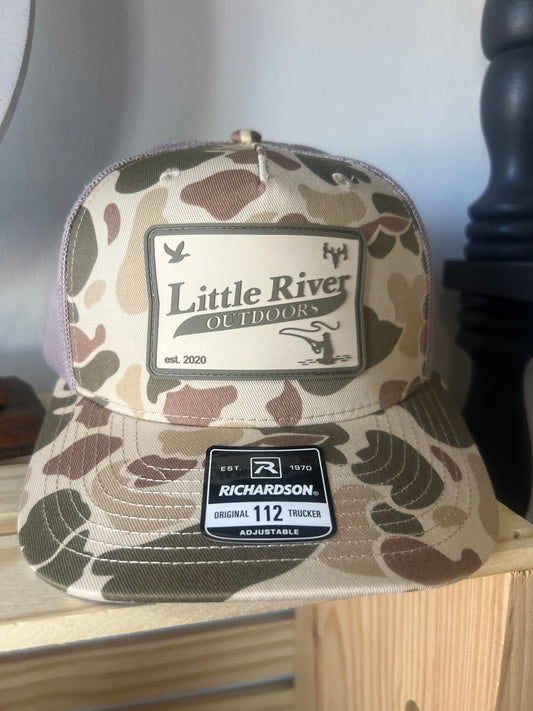 Little River
OUTDOORS
est. 2020
EST. R 1970
RICHARDSON®
ORIGINAL 112 TRUCKER
ADJUSTABLE